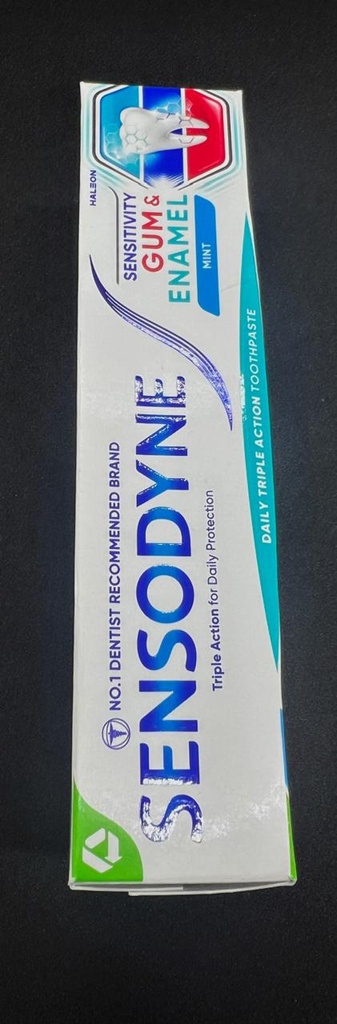 NO.1 DENTIST RECOMMENDED BRAND
SENSODYNE
Triple Action for Daily Protection
HALEON
SENSITIVITY
GUM &
ENAMEL
MINT
DAILY TRIPLE ACTION TOOTHPASTE